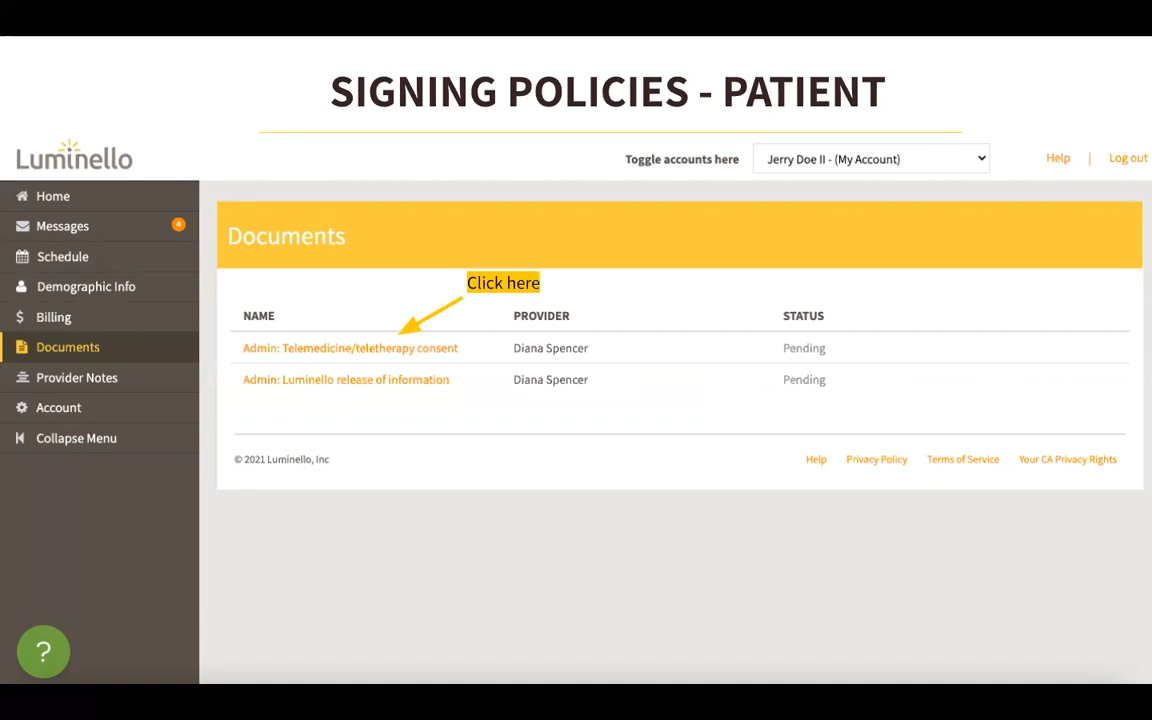 SIGNING POLICIES - PATIENT
Luminello
Toggle accounts here
Jerry Doe II - (My Account)
Help | Log out
Home
Messages 4
Schedule
Demographic Info
Billing
Documents
Provider Notes
Account
Collapse Menu
Documents
Click here
NAME PROVIDER STATUS
Admin: Telemedicine/teletherapy consent Diana Spencer Pending
Admin: Luminello release of information Diana Spencer Pending
© 2021 Luminello, Inc Help Privacy Policy Terms of Service Your CA Privacy Rights
?